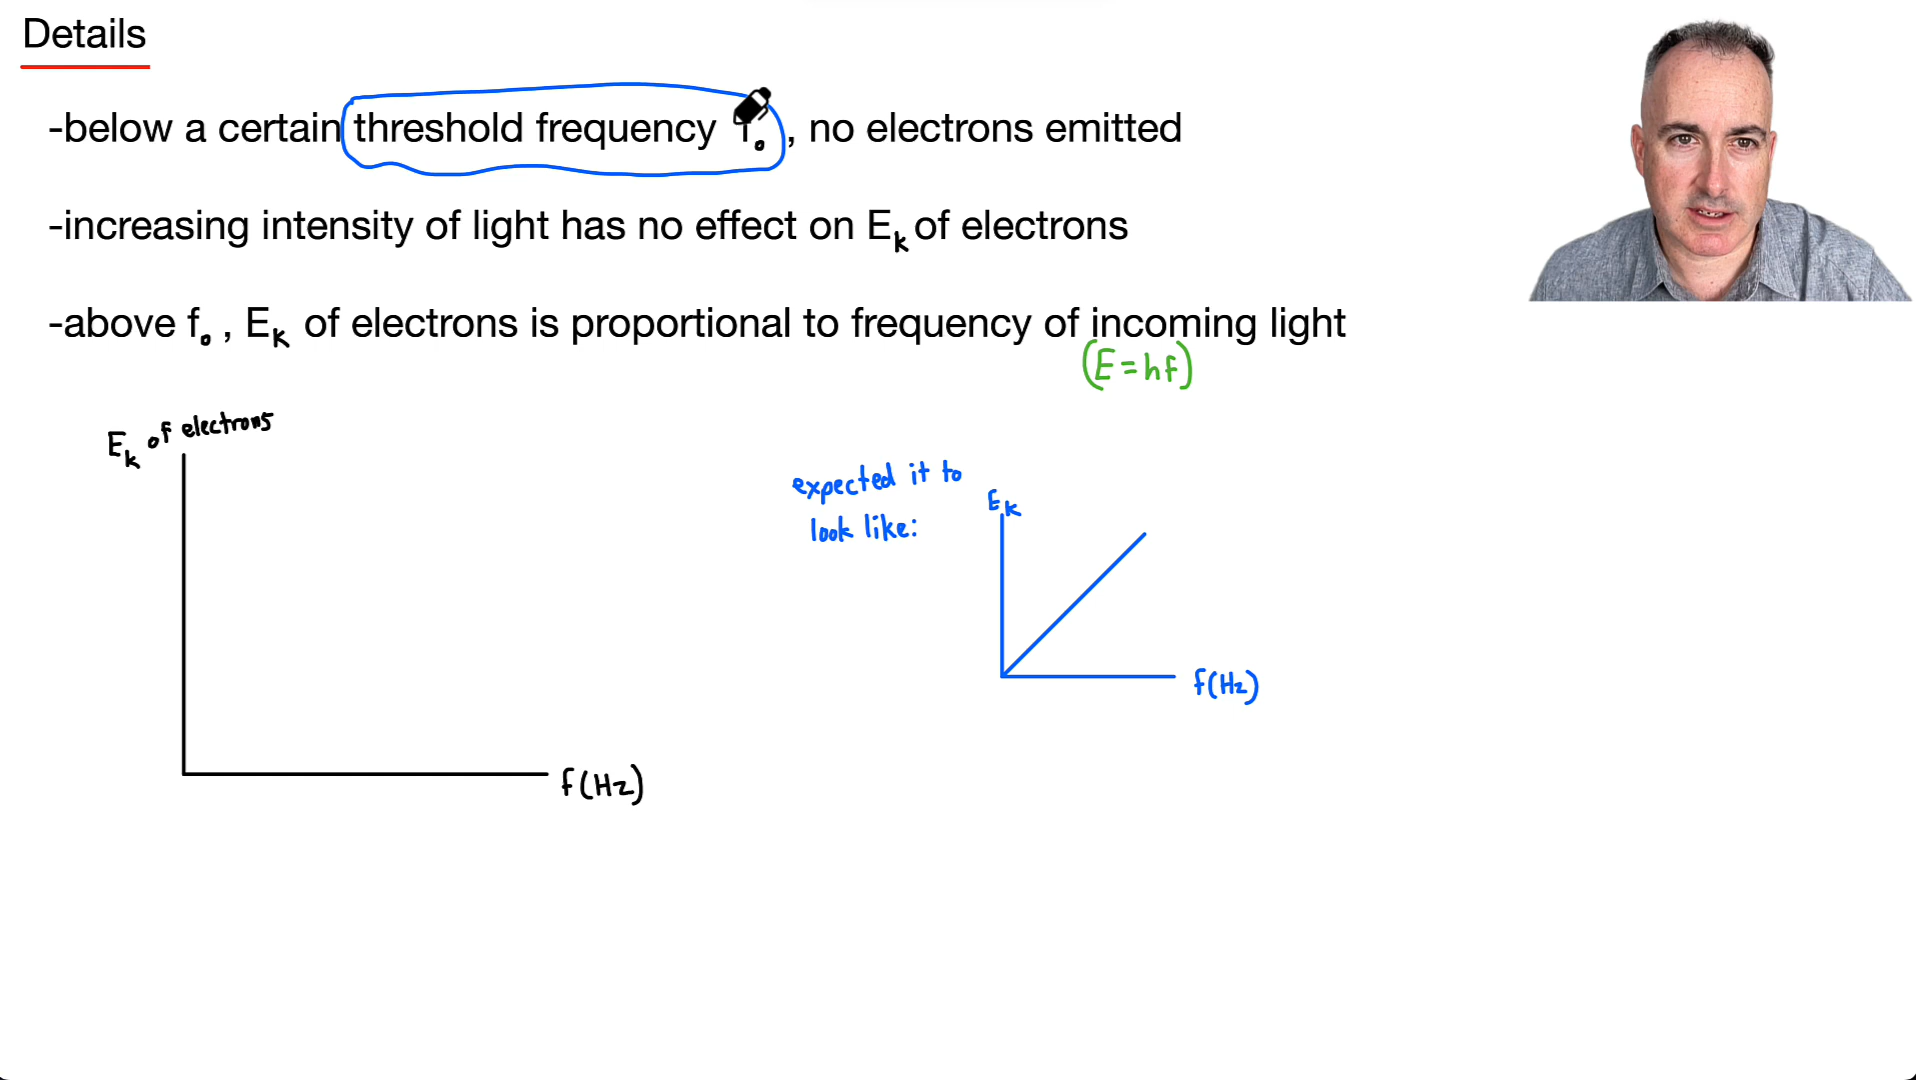 Details
-below a certain threshold frequency f₀, no electrons emitted
-increasing intensity of light has no effect on Eₖ of electrons
-above f₀, Eₖ of electrons is proportional to frequency of incoming light
(E=hf)
Eₖ of electrons
f(Hz)
expected it to
look like:
Eₖ
f(Hz)